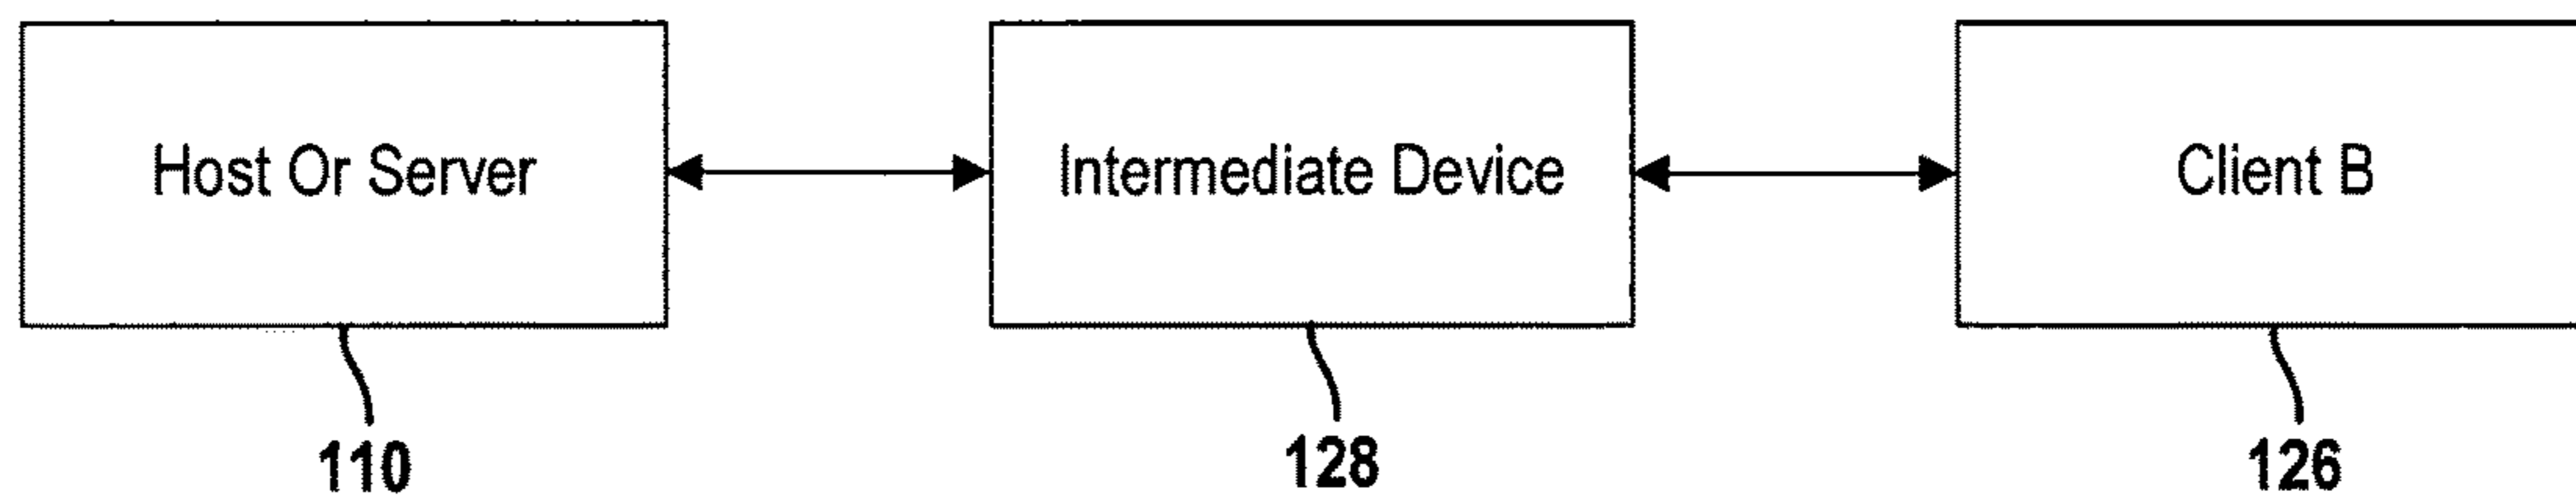 Host Or Server
Intermediate Device
Client B
110
128
126